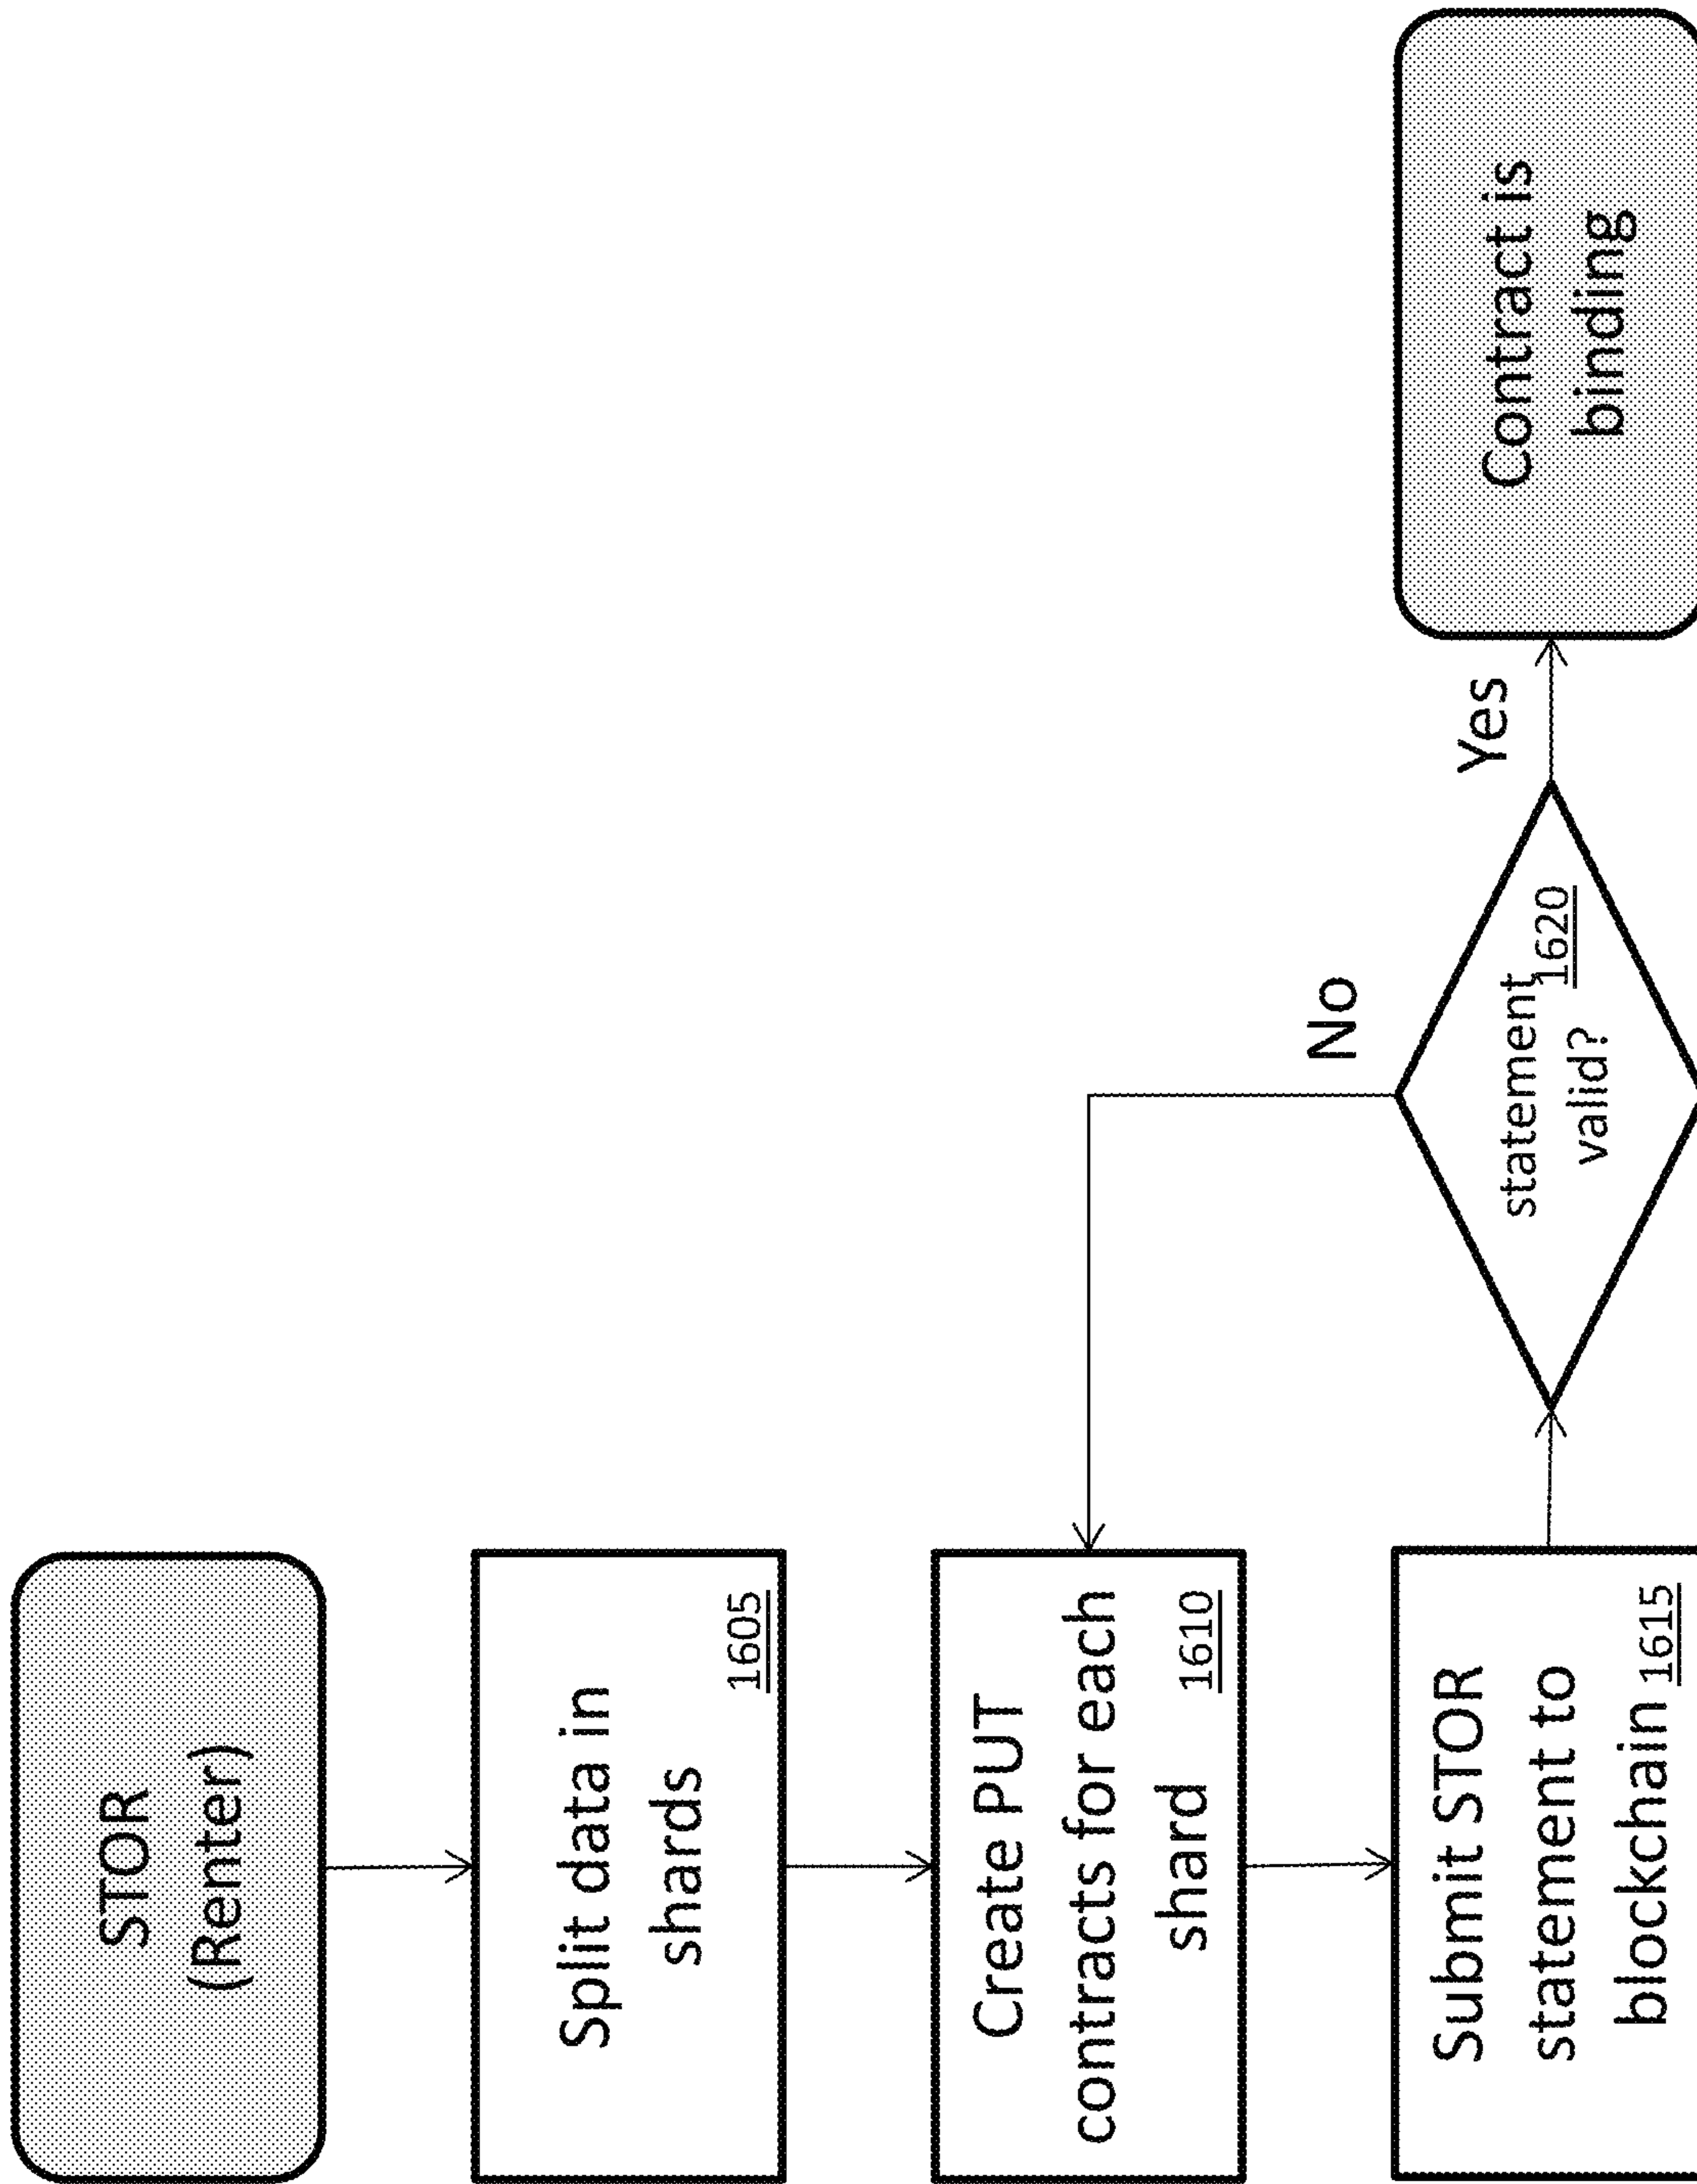 STOR
(Renter)
Split data in
shards
1605
Create PUT
contracts for each
shard 1610
Submit STOR
statement to
blockchain 1615
statement
1620
valid?
No
Yes
Contract is
binding